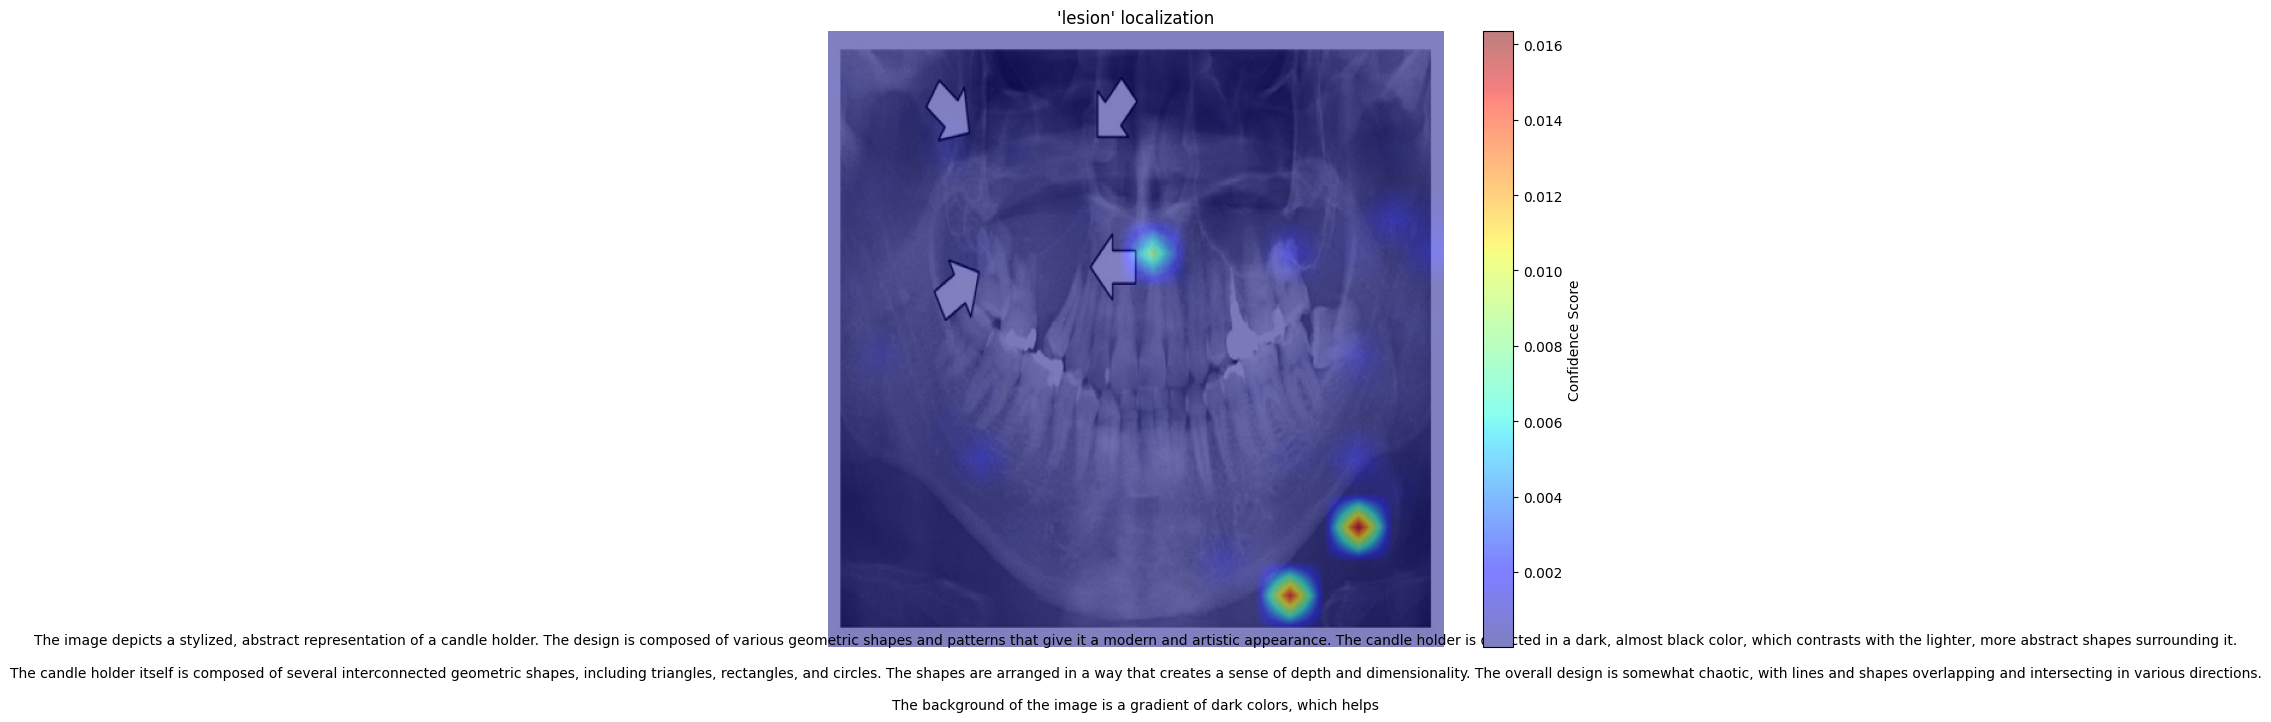 'lesion' localization
0.016
0.014
0.012
0.010
0.008
0.006
0.004
0.002
Confidence Score
The image depicts a stylized, abstract representation of a candle holder. The design is composed of various geometric shapes and patterns that give it a modern and artistic appearance. The candle holder is cted in a dark, almost black color, which contrasts with the lighter, more abstract shapes surrounding it.
The candle holder itself is composed of several interconnected geometric shapes, including triangles, rectangles, and circles. The shapes are arranged in a way that creates a sense of depth and dimensionality. The overall design is somewhat chaotic, with lines and shapes overlapping and intersecting in various directions.
The background of the image is a gradient of dark colors, which helps